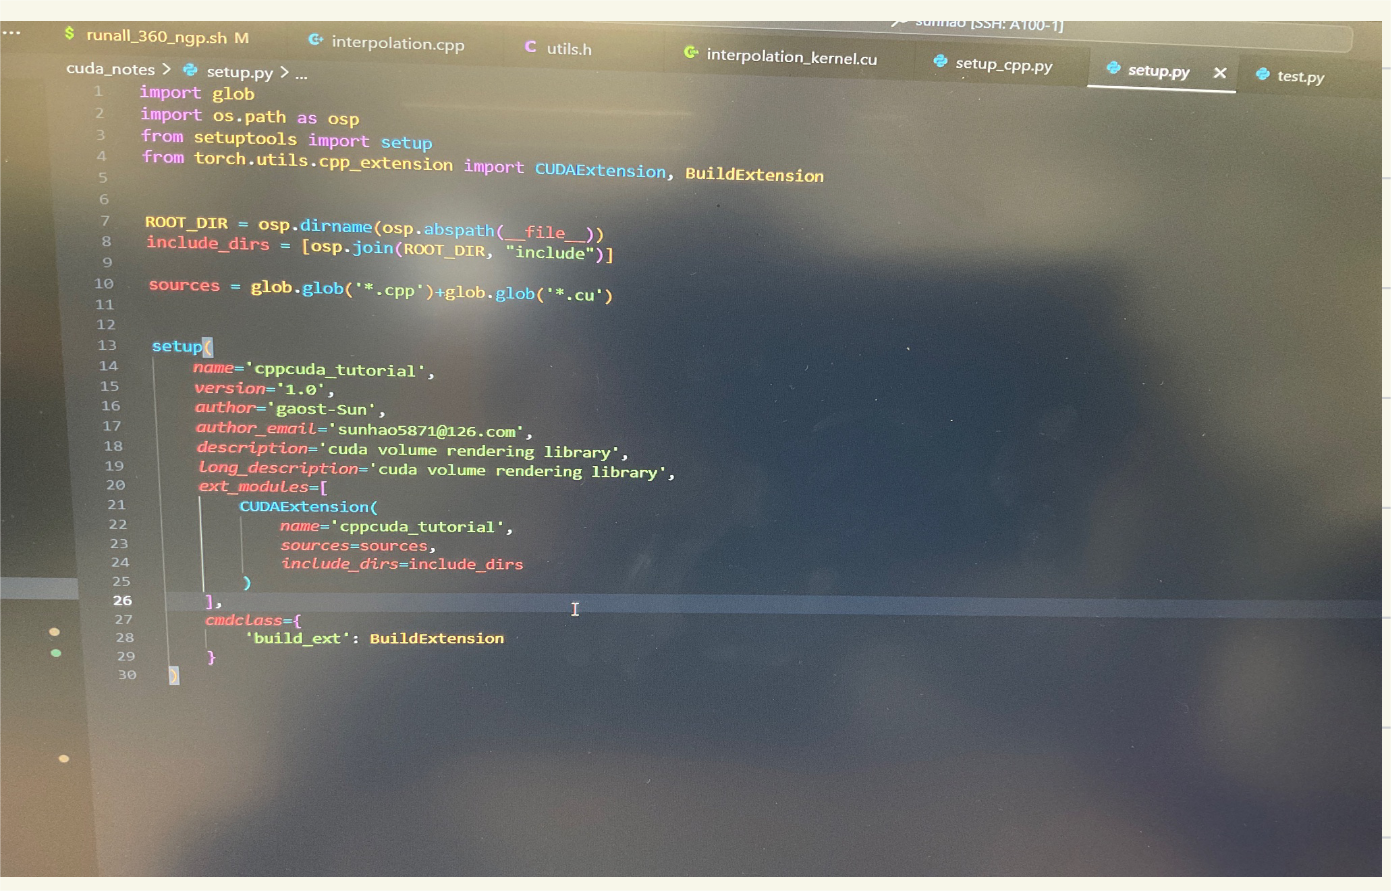 sunhao [SSH: A100-1]
... runall_360_ngp.sh M interpolation.cpp utils.h interpolation_kernel.cu setup_cpp.py setup.py × test.py
cuda_notes > setup.py > ...
1 import glob
2 import os.path as osp
3 from setuptools import setup
4 from torch.utils.cpp_extension import CUDAExtension, BuildExtension
5
6
7 ROOT_DIR = osp.dirname(osp.abspath(__file__))
8 include_dirs = [osp.join(ROOT_DIR, "include")]
9
10 sources = glob.glob('*.cpp')+glob.glob('*.cu')
11
12
13 setup(
14     name='cppcuda_tutorial',
15     version='1.0',
16     author='gaost-Sun',
17     author_email='sunhao5871@126.com',
18     description='cuda volume rendering library',
19     long_description='cuda volume rendering library',
20     ext_modules=[
21         CUDAExtension(
22             name='cppcuda_tutorial',
23             sources=sources,
24             include_dirs=include_dirs
25         )
26     ],
27     cmdclass={
28         'build_ext': BuildExtension
29     }
30 )